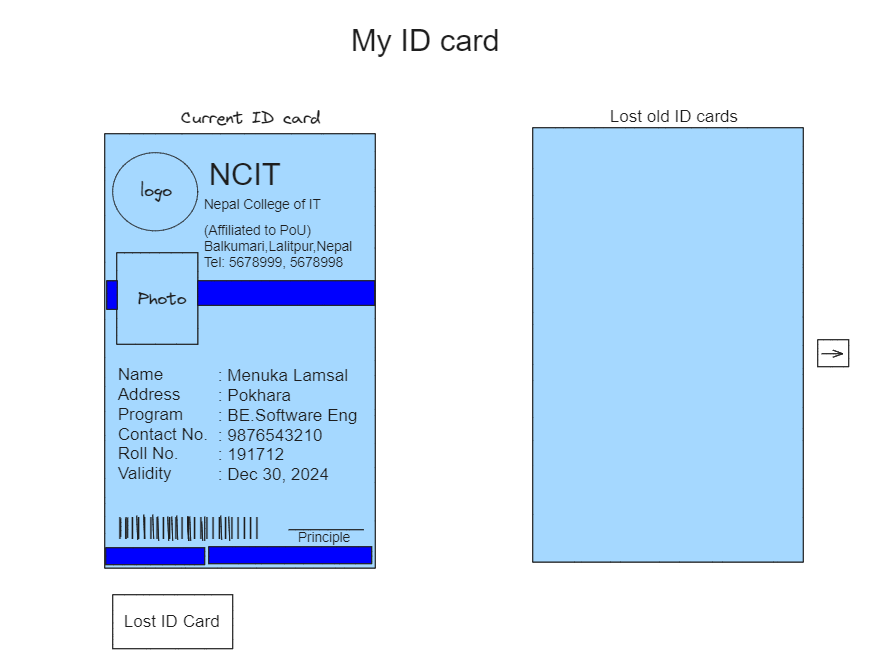 My ID card
Current ID card
logo
NCIT
Nepal College of IT
(Affiliated to PoU)
Balkumari,Lalitpur,Nepal
Tel: 5678999, 5678998
Photo
Name : Menuka Lamsal
Address : Pokhara
Program : BE.Software Eng
Contact No. : 9876543210
Roll No. : 191712
Validity : Dec 30, 2024
Principle
Lost ID Card
Lost old ID cards